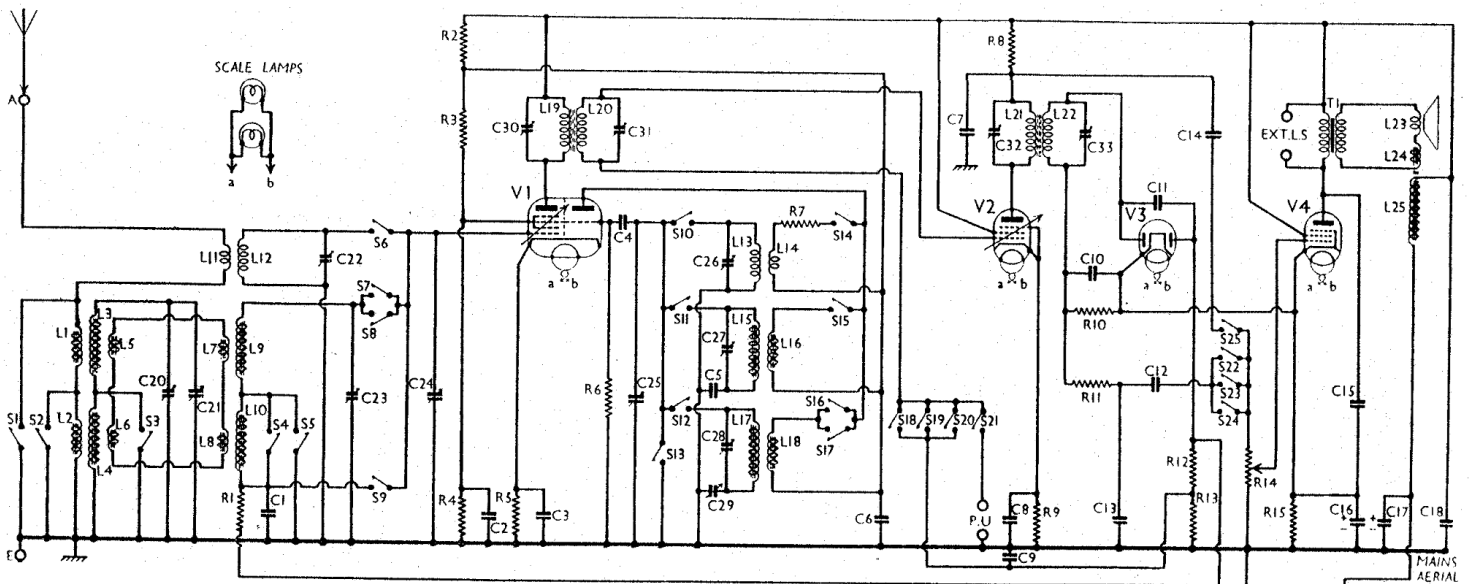 R2
R8
SCALE LAMPS
A
a b
R3
C30 L19 L20 C31
C7
L21 L22
C32 C33
C14
EXT.L.S
T1
L23
L24
L25
V1
V2
C11
V3
V4
C4
S10
L13
R7
L14
S14
C26
L11 L12
C22
S6
a b
a b
C10
a b
a b
L1
L3
L5
L7
L9
S7
S8
S11
L15
C27
C5
L16
S15
R10
S25
S22
S23
S24
C20
C21
C23
C24
R6
C25
R11
C12
C15
S1
S2
L2
L4
L6
S3
L8
L10
S4
S5
S12
S13
L17
C28
L18
S16
S17
S18
S19
S20
S21
R1
C1
S9
R4
C2
R5
C3
C29
C6
P.U
C8
R9
C9
C13
R12
R13
R14
R15
C16
C17
C18
E
MAINS
AERIAL